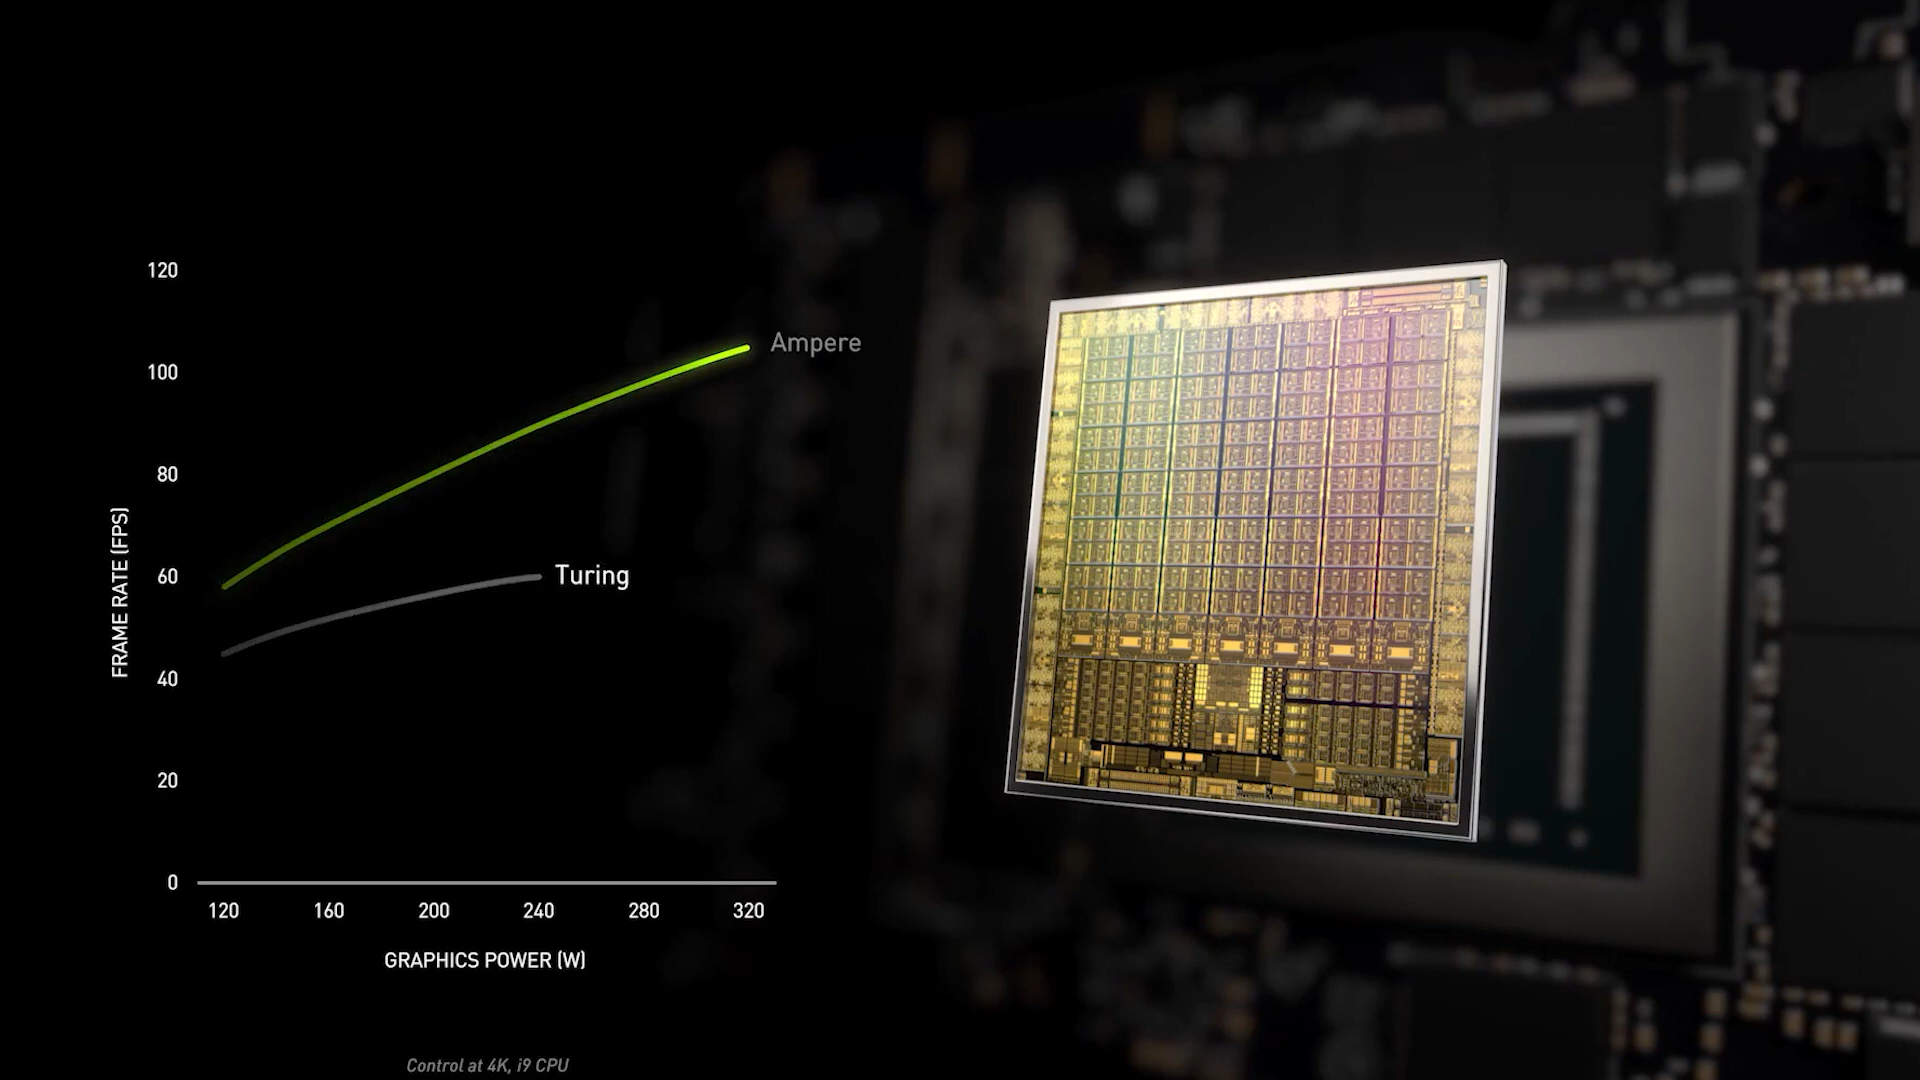 120
Ampere
100
80
FRAME RATE (FPS)
60
Turing
40
20
0
120 160 200 240 280 320
GRAPHICS POWER (W)
Control at 4K, i9 CPU